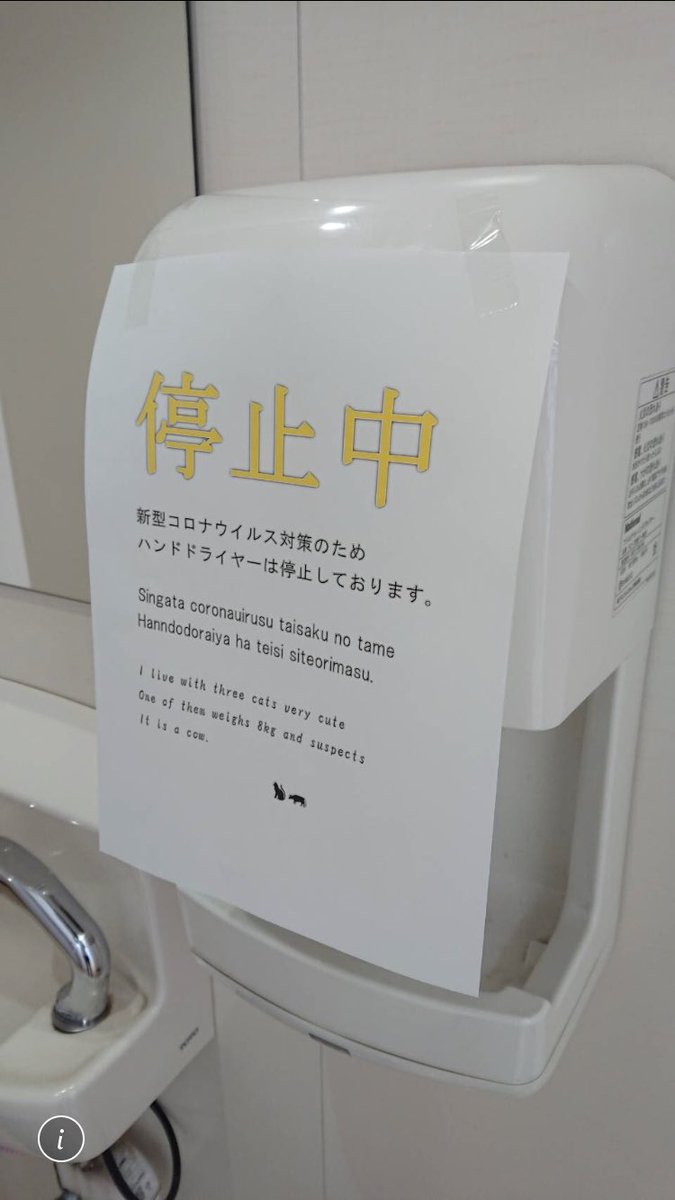 停止中
新型コロナウイルス対策のため
ハンドドライヤーは停止しております。
Singata coronauirusu taisaku no tame
Hanndodoraiya ha teisi siteorimasu.
I live with three cats very cute
One of them weighs 8kg and suspects
It is a cow.
National
TOTO
i